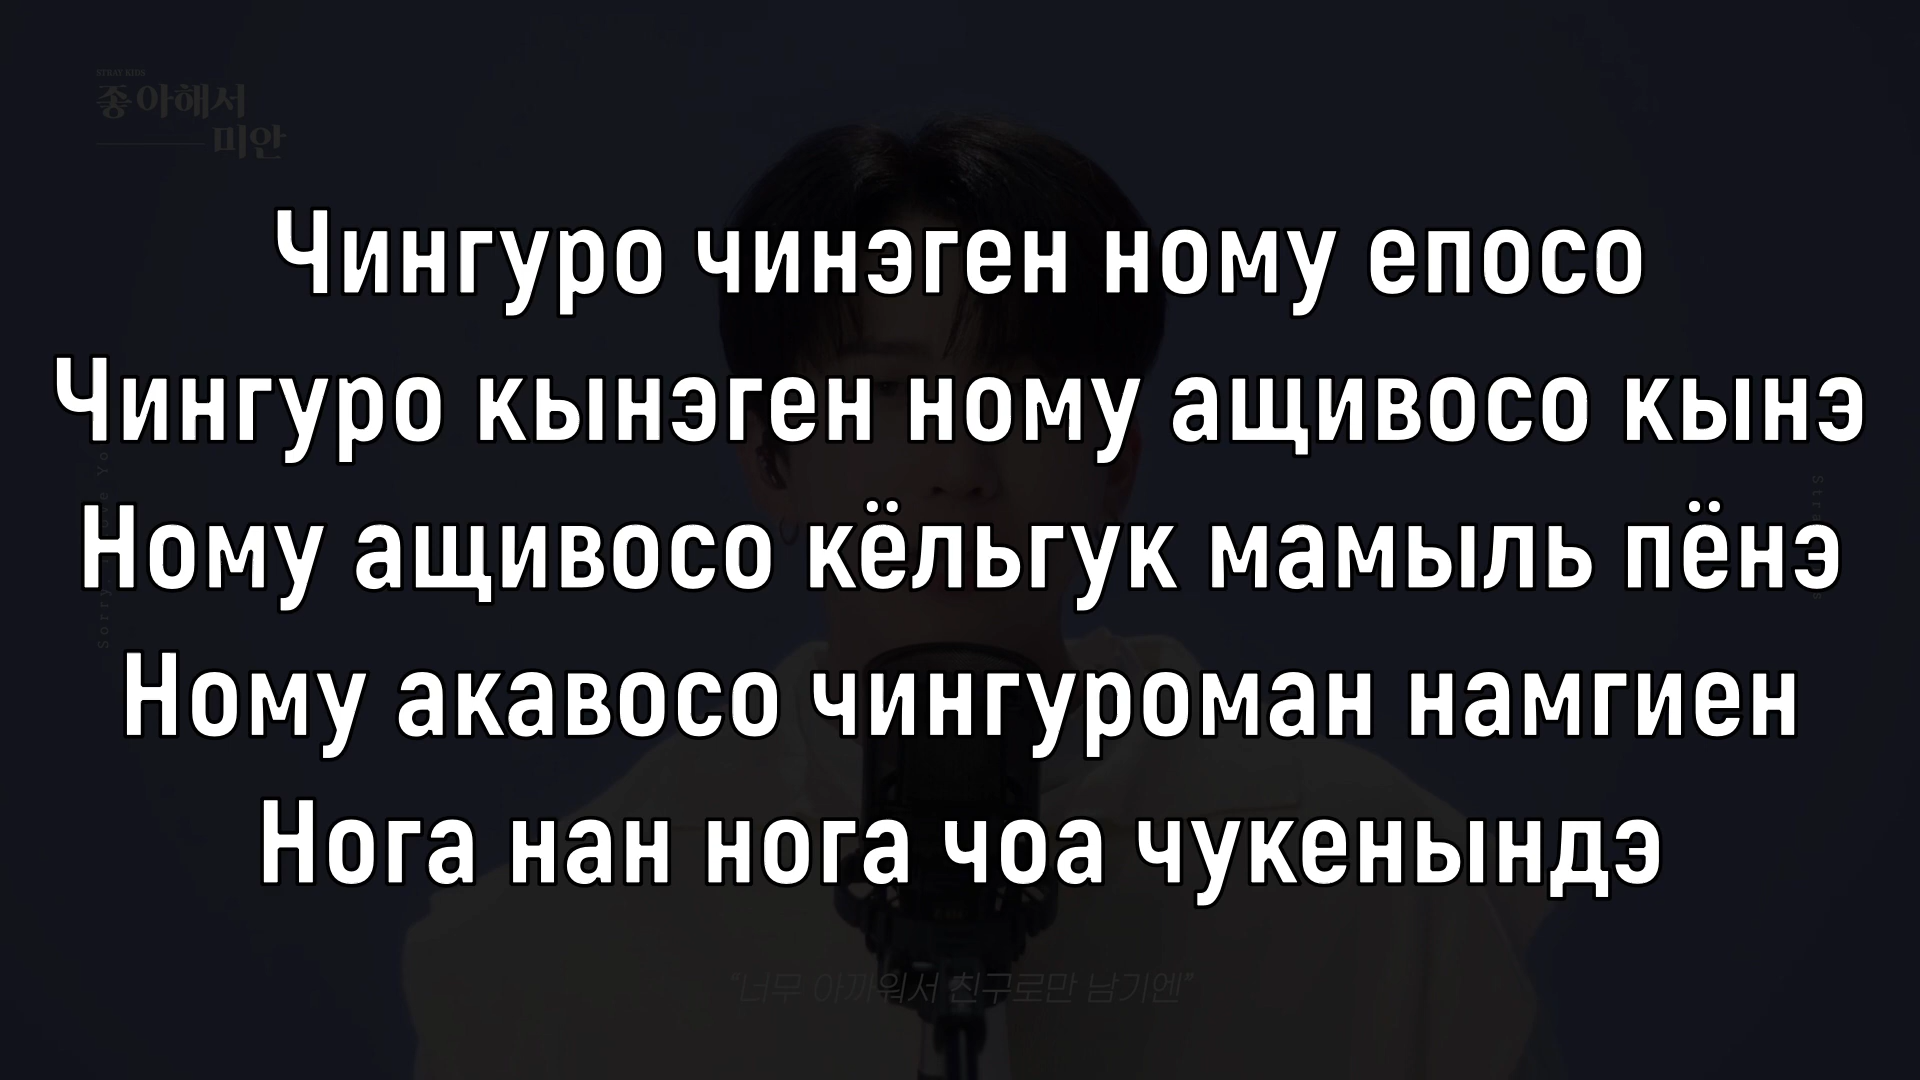 STRAY KIDS
좋아해서
미안
Чингуро чинэген ному епосо
Чингуро кынэген ному ащивосо кынэ
Ному ащивосо кёльгук мамыль пёнэ
Ному акавосо чингуроман намгиен
Нога нан нога чоа чукенындэ
“너무 아까워서 친구로만 남기엔”